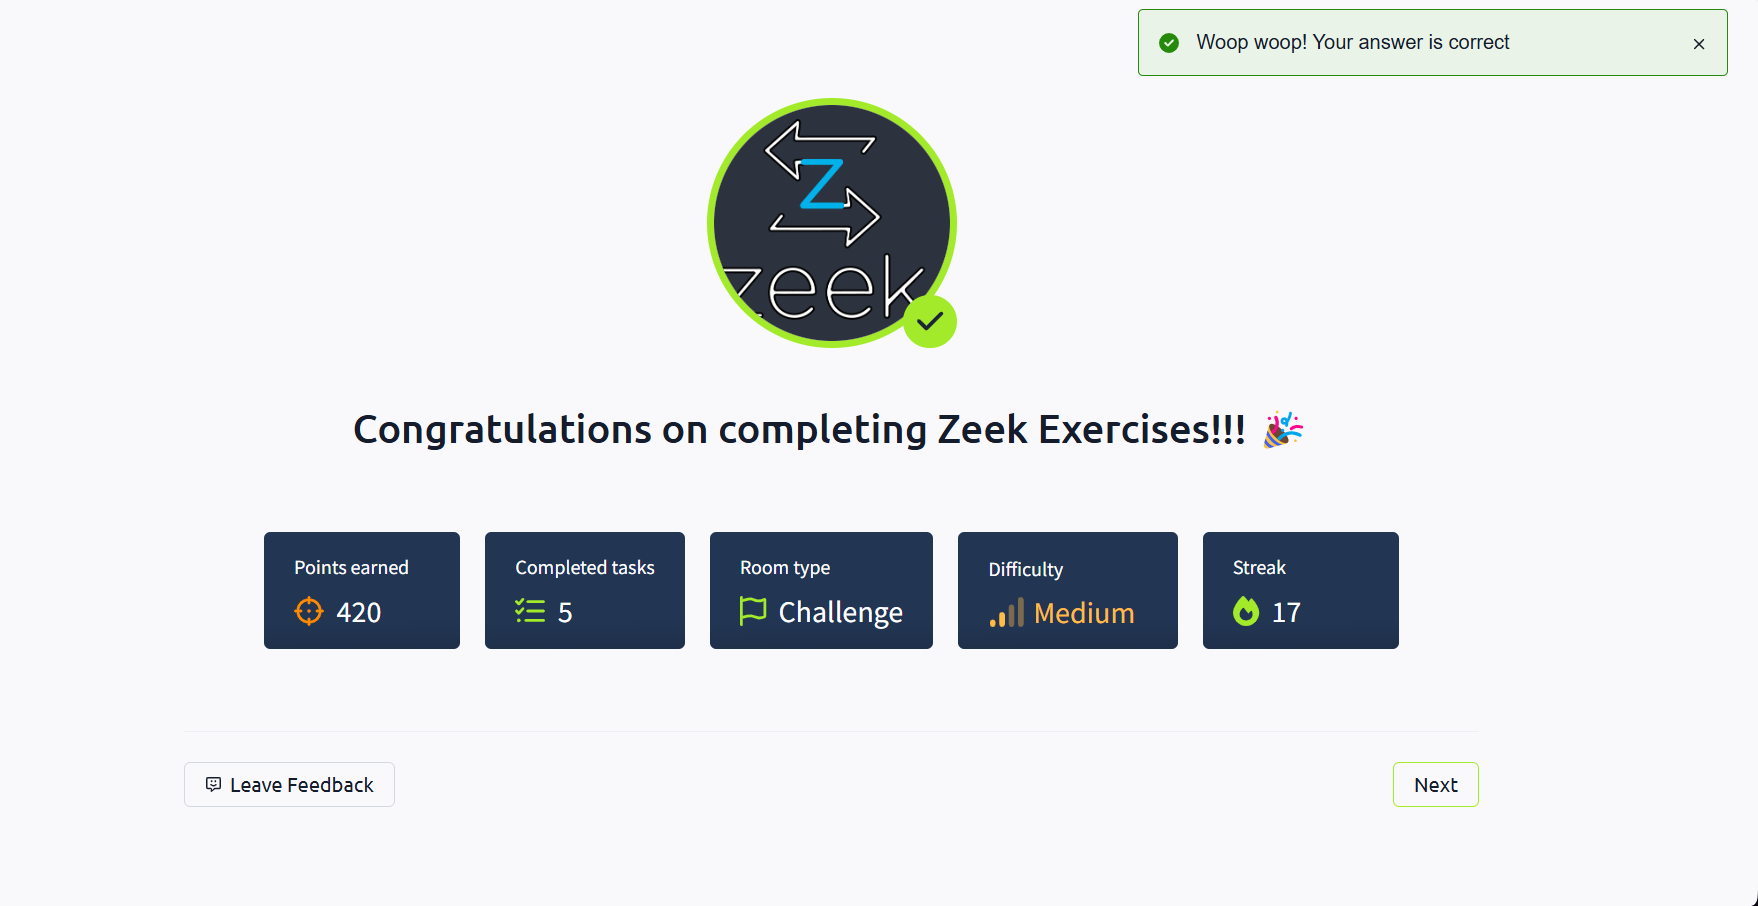 Woop woop! Your answer is correct
Z
zeek
Congratulations on completing Zeek Exercises!!! 🎉
Points earned
420
Completed tasks
5
Room type
Challenge
Difficulty
Medium
Streak
17
Leave Feedback
Next